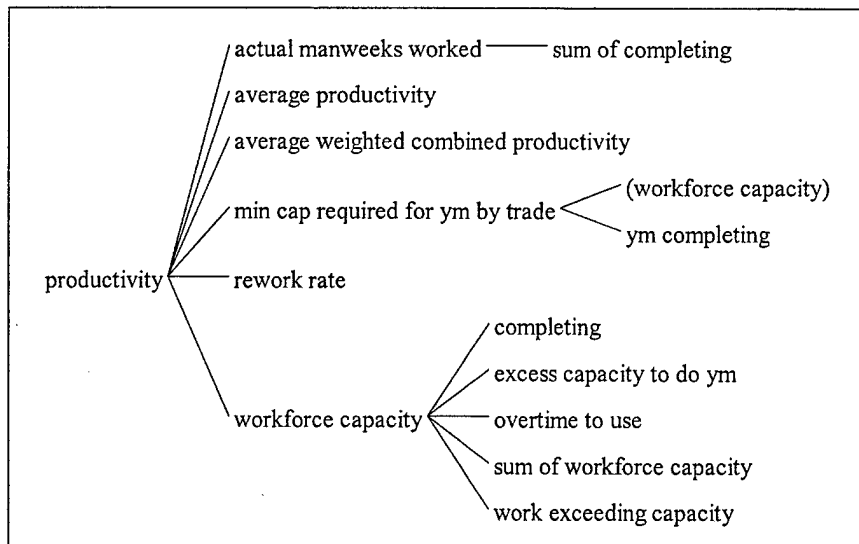 actual manweeks worked sum of completing
average productivity
average weighted combined productivity
(workforce capacity)
min cap required for ym by trade
ym completing
productivity rework rate
completing
excess capacity to do ym
workforce capacity overtime to use
sum of workforce capacity
work exceeding capacity